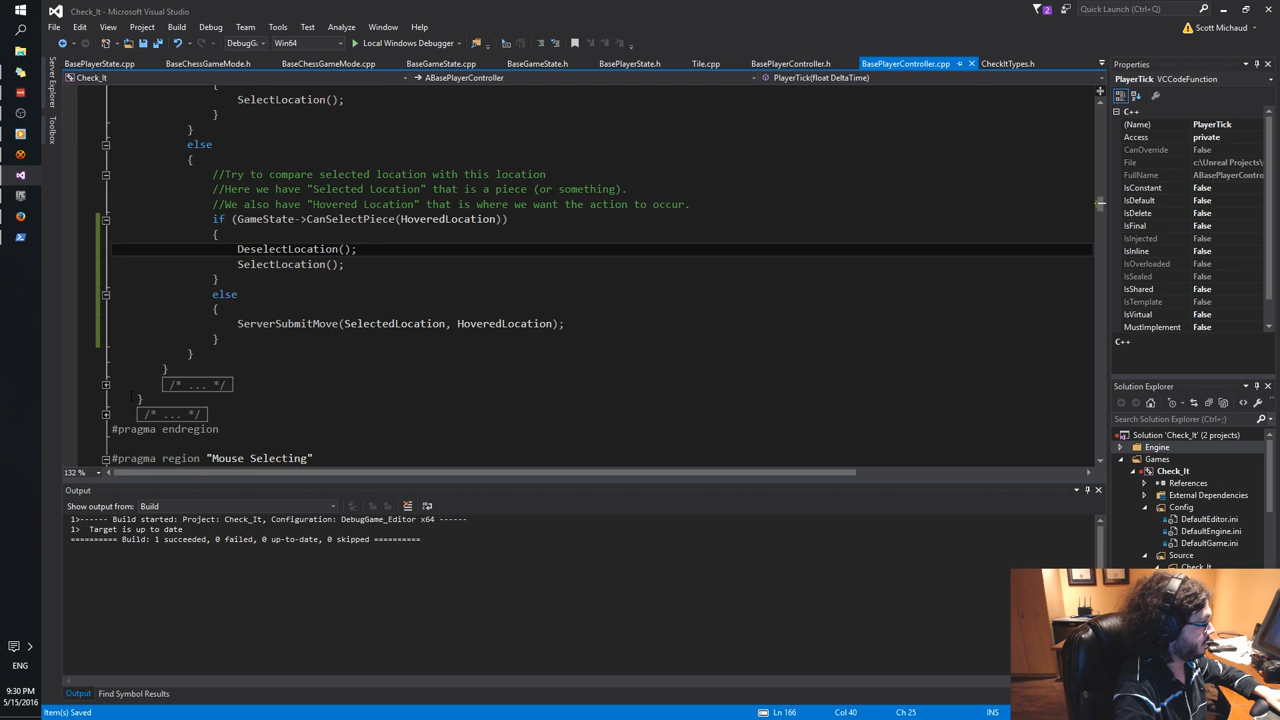 Check_It - Microsoft Visual Studio
2
Quick Launch (Ctrl+Q)
File Edit View Project Build Debug Team Tools Test Analyze Window Help
Scott Michaud
DebugG
Win64
Local Windows Debugger
Server Explorer
Toolbox
BasePlayerState.cpp BaseChessGameMode.h BaseChessGameMode.cpp BaseGameState.cpp BaseGameState.h BasePlayerState.h Tile.cpp BasePlayerController.h BasePlayerController.cpp CheckItTypes.h
Check_It
ABasePlayerController
PlayerTick(float DeltaTime)
{
SelectLocation();
}
}
else
{
//Try to compare selected location with this location
//Here we have "Selected Location" that is a piece (or something).
//We also have "Hovered Location" that is where we want the action to occur.
if (GameState->CanSelectPiece(HoveredLocation))
{
DeselectLocation();
SelectLocation();
}
else
{
ServerSubmitMove(SelectedLocation, HoveredLocation);
}
}
}
/* ... */
}
/* ... */
#pragma endregion
#pragma region "Mouse Selecting"
132 %
Output
Show output from: Build
1>------ Build started: Project: Check_It, Configuration: DebugGame_Editor x64 ------
1> Target is up to date
========== Build: 1 succeeded, 0 failed, 0 up-to-date, 0 skipped ==========
Output Find Symbol Results
Item(s) Saved
Ln 166
Col 40
Ch 25
INS
Properties
PlayerTick VCCodeFunction
C++
(Name) PlayerTick
Access private
CanOverride False
File c:\Unreal Projects\
FullName ABasePlayerContro
IsConstant False
IsDefault False
IsDelete False
IsFinal False
IsInjected False
IsInline False
IsOverloaded False
IsSealed False
IsShared False
IsTemplate False
IsVirtual False
MustImplement False
C++
Solution Explorer
Search Solution Explorer (Ctrl+;)
Solution 'Check_It' (2 projects)
Engine
Games
Check_It
References
External Dependencies
Config
DefaultEditor.ini
DefaultEngine.ini
DefaultGame.ini
Source
Check_It
ENG
9:30 PM
5/15/2016